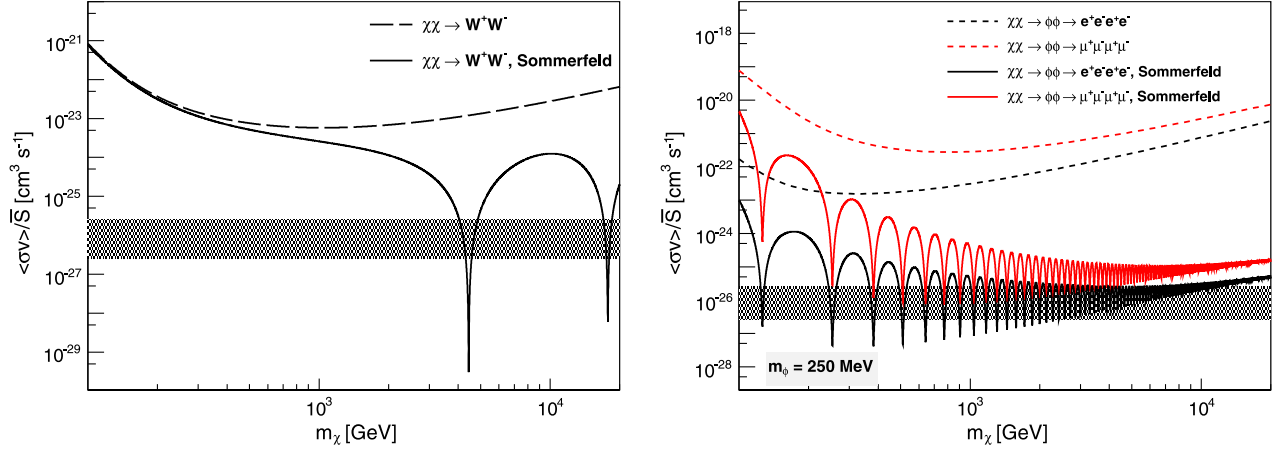 χχ → W⁺W⁻
χχ → W⁺W⁻, Sommerfeld
<σv>/S̅ [cm³ s⁻¹]
10⁻²¹
10⁻²³
10⁻²⁵
10⁻²⁷
10⁻²⁹
10³
10⁴
m_χ [GeV]
χχ → ϕϕ → e⁺e⁻e⁺e⁻
χχ → ϕϕ → μ⁺μ⁻μ⁺μ⁻
χχ → ϕϕ → e⁺e⁻e⁺e⁻, Sommerfeld
χχ → ϕϕ → μ⁺μ⁻μ⁺μ⁻, Sommerfeld
<σv>/S̅ [cm³ s⁻¹]
10⁻¹⁸
10⁻²⁰
10⁻²²
10⁻²⁴
10⁻²⁶
10⁻²⁸
m_ϕ = 250 MeV
10³
10⁴
m_χ [GeV]